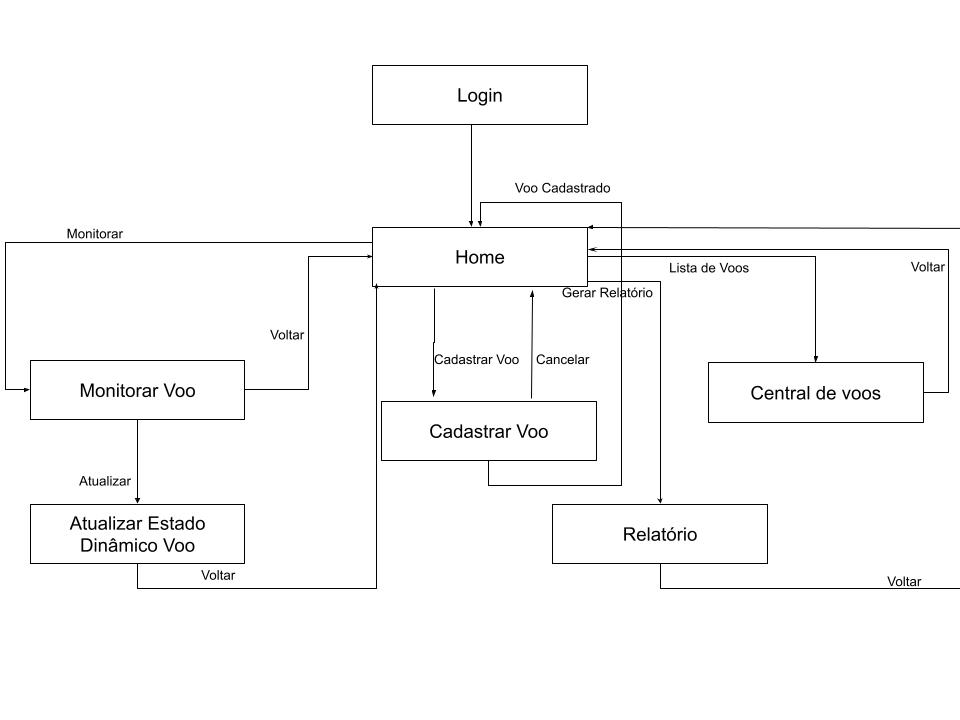 Login
Voo Cadastrado
Monitorar
Home
Lista de Voos
Voltar
Gerar Relatório
Voltar
Cadastrar Voo
Cancelar
Monitorar Voo
Central de voos
Cadastrar Voo
Atualizar
Atualizar Estado
Dinâmico Voo
Relatório
Voltar
Voltar